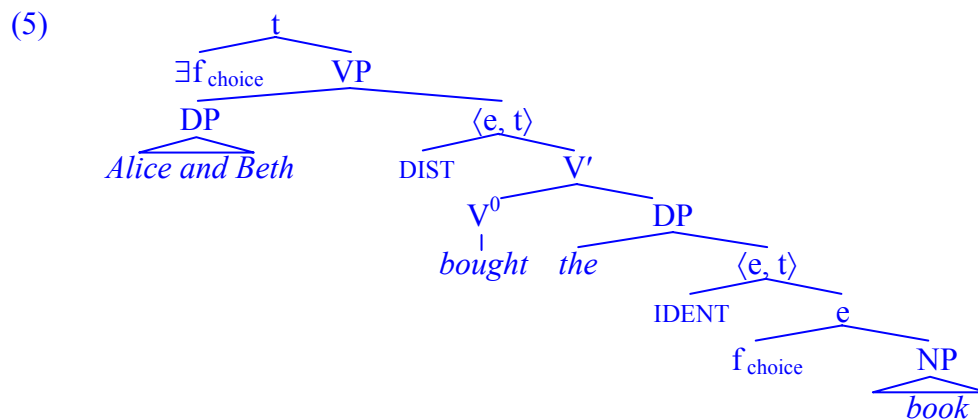 (5)
t
∃f choice VP
DP ⟨e, t⟩
Alice and Beth DIST V′
V⁰ DP
bought the ⟨e, t⟩
IDENT e
f choice NP
book